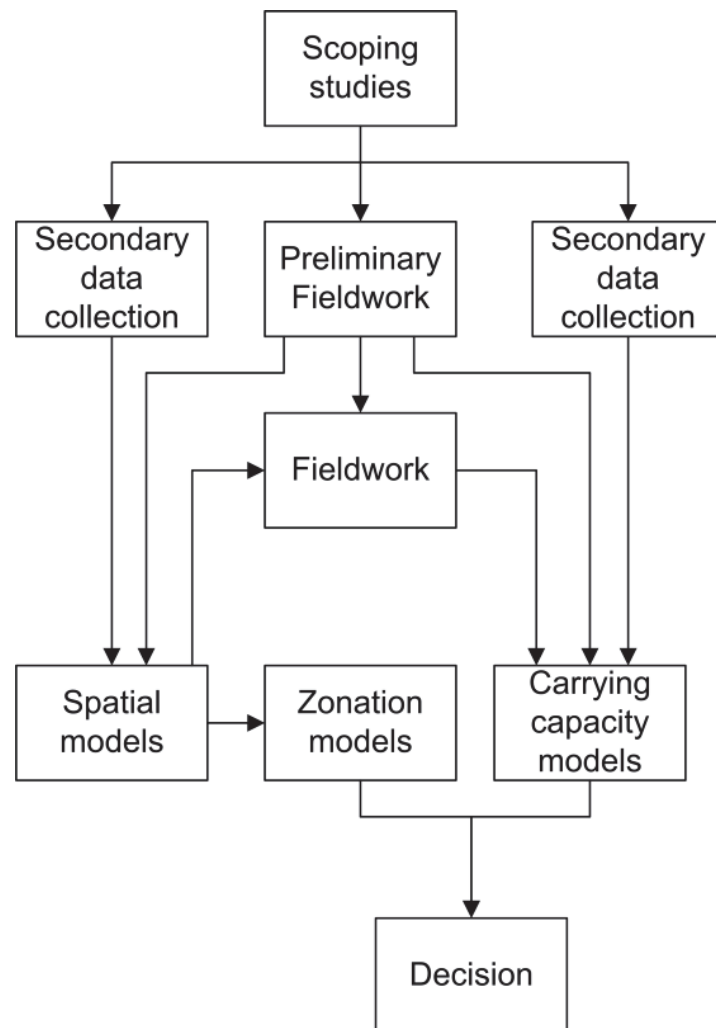 Scoping
studies
Secondary
data
collection
Preliminary
Fieldwork
Secondary
data
collection
Fieldwork
Spatial
models
Zonation
models
Carrying
capacity
models
Decision